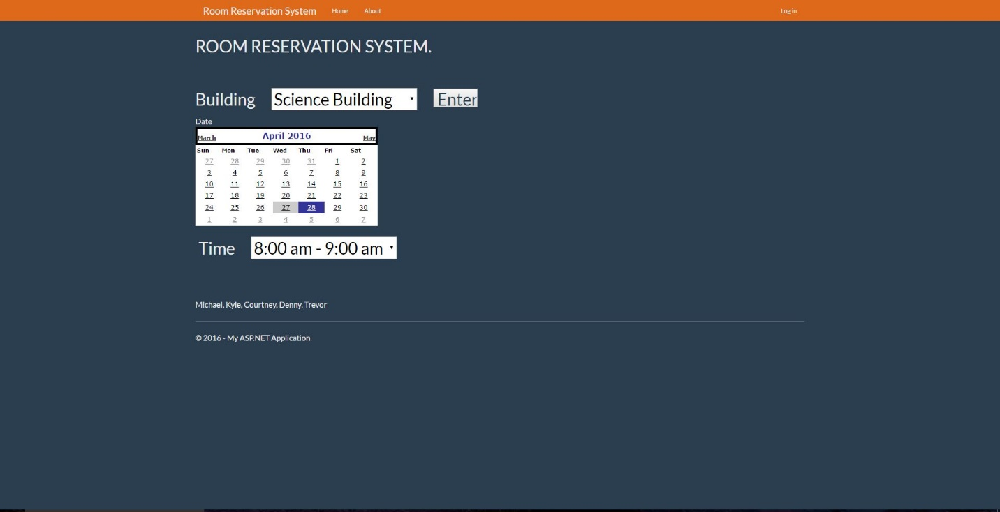 Room Reservation System Home About Log in
ROOM RESERVATION SYSTEM.
Building Science Building Enter
Date
March April 2016 May
Sun Mon Tue Wed Thu Fri Sat
27 28 29 30 31 1 2
3 4 5 6 7 8 9
10 11 12 13 14 15 16
17 18 19 20 21 22 23
24 25 26 27 28 29 30
1 2 3 4 5 6 7
Time 8:00 am - 9:00 am
Michael, Kyle, Courtney, Denny, Trevor
© 2016 - My ASP.NET Application